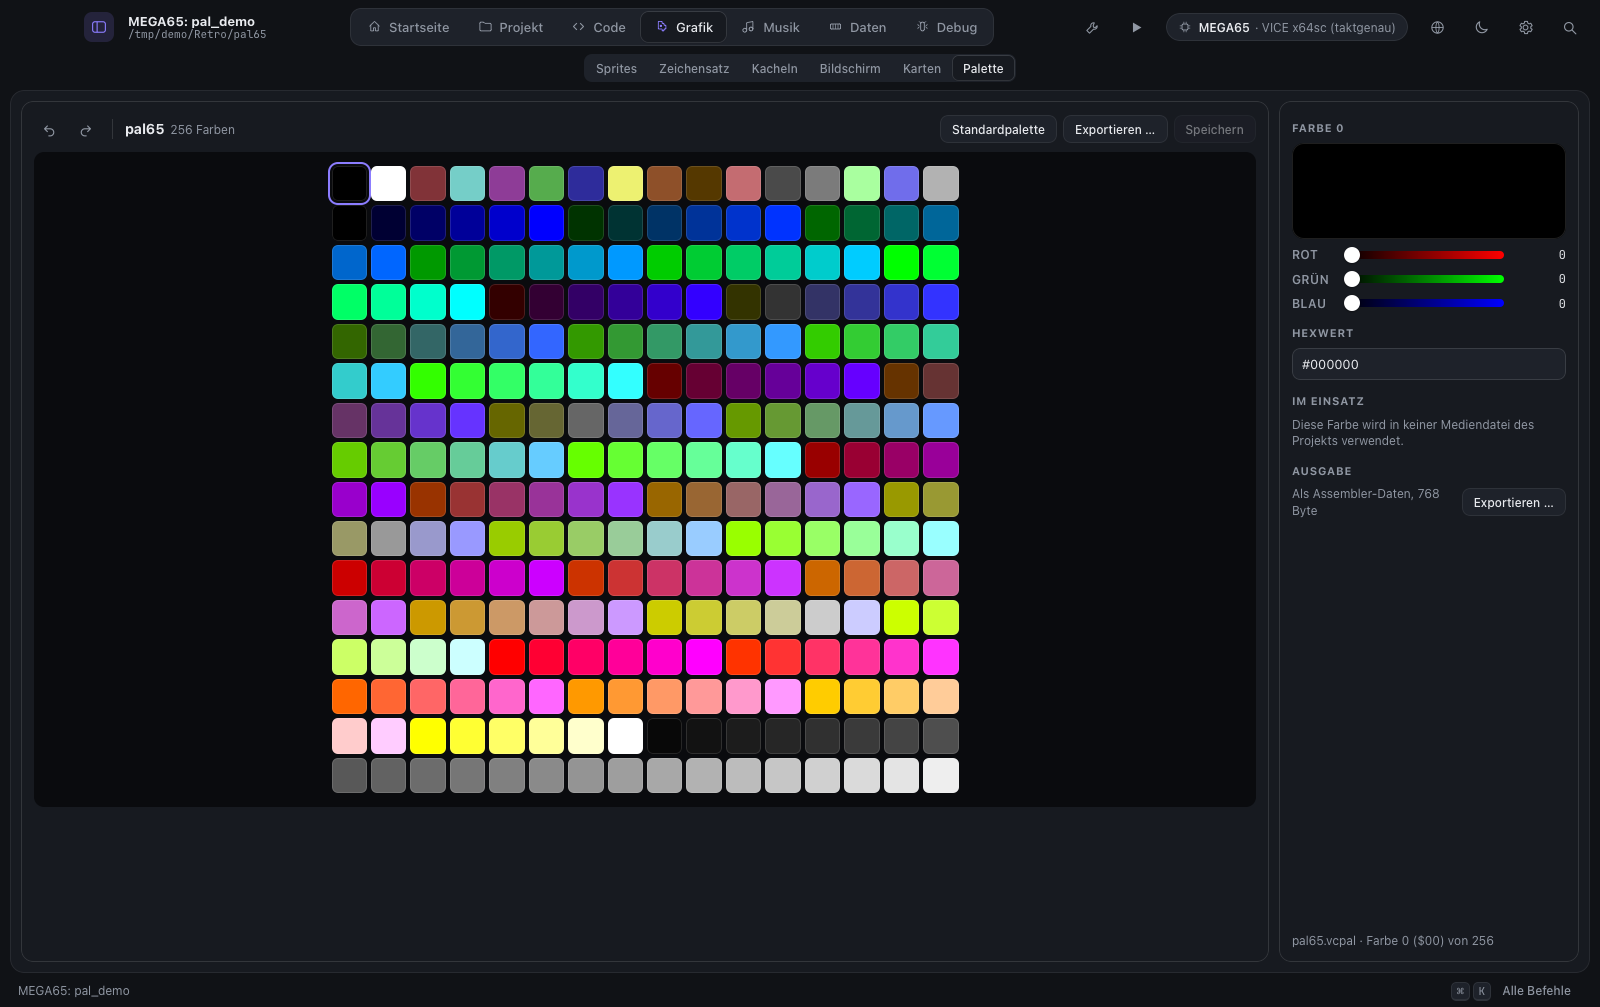 MEGA65: pal_demo
/tmp/demo/Retro/pal65
Startseite
Projekt
Code
Grafik
Musik
Daten
Debug
MEGA65 · VICE x64sc (taktgenau)
Sprites
Zeichensatz
Kacheln
Bildschirm
Karten
Palette
pal65 256 Farben
Standardpalette
Exportieren ...
Speichern
FARBE 0
ROT 0
GRÜN 0
BLAU 0
HEXWERT
#000000
IM EINSATZ
Diese Farbe wird in keiner Mediendatei des
Projekts verwendet.
AUSGABE
Als Assembler-Daten, 768
Byte
Exportieren ...
pal65.vcpal · Farbe 0 ($00) von 256
MEGA65: pal_demo
⌘ K Alle Befehle